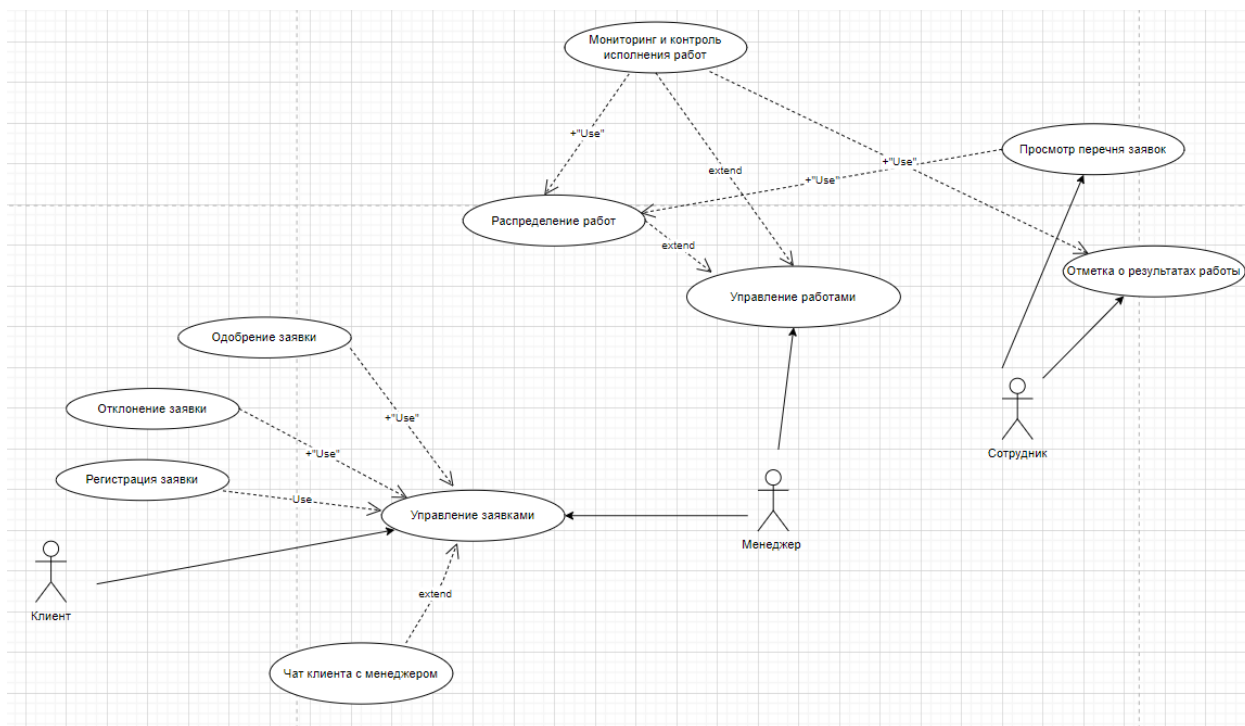 Мониторинг и контроль
исполнения работ
+"Use"
Просмотр перечня заявок
+"Use"
extend
+"Use"
Распределение работ
extend
Отметка о результатах работы
Управление работами
Одобрение заявки
Отклонение заявки
+"Use"
+"Use"
Сотрудник
Регистрация заявки
Use
Управление заявками
Менеджер
Клиент
extend
Чат клиента с менеджером